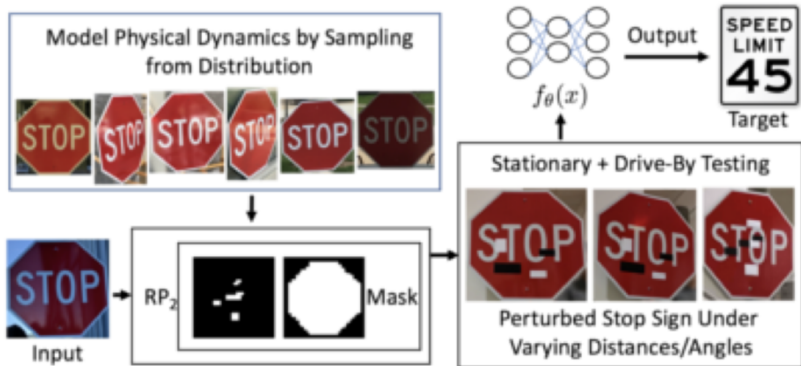 Model Physical Dynamics by Sampling
from Distribution
STOP
STOP
STOP
STOP
STOP
STOP
Output
SPEED
LIMIT
45
f_θ(x)
Target
Stationary + Drive-By Testing
STOP
STOP
STOP
Perturbed Stop Sign Under
Varying Distances/Angles
STOP
Input
RP₂
Mask